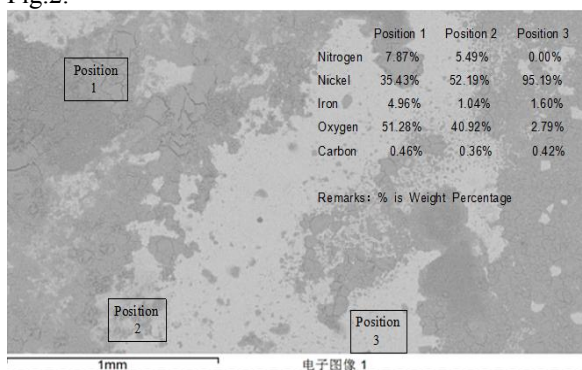 Fig.2.
Position 1 Position 2 Position 3
Nitrogen 7.87% 5.49% 0.00%
Nickel 35.43% 52.19% 95.19%
Iron 4.96% 1.04% 1.60%
Oxygen 51.28% 40.92% 2.79%
Carbon 0.46% 0.36% 0.42%
Remarks: % is Weight Percentage
Position
1
Position
2
Position
3
1mm
电子图像 1